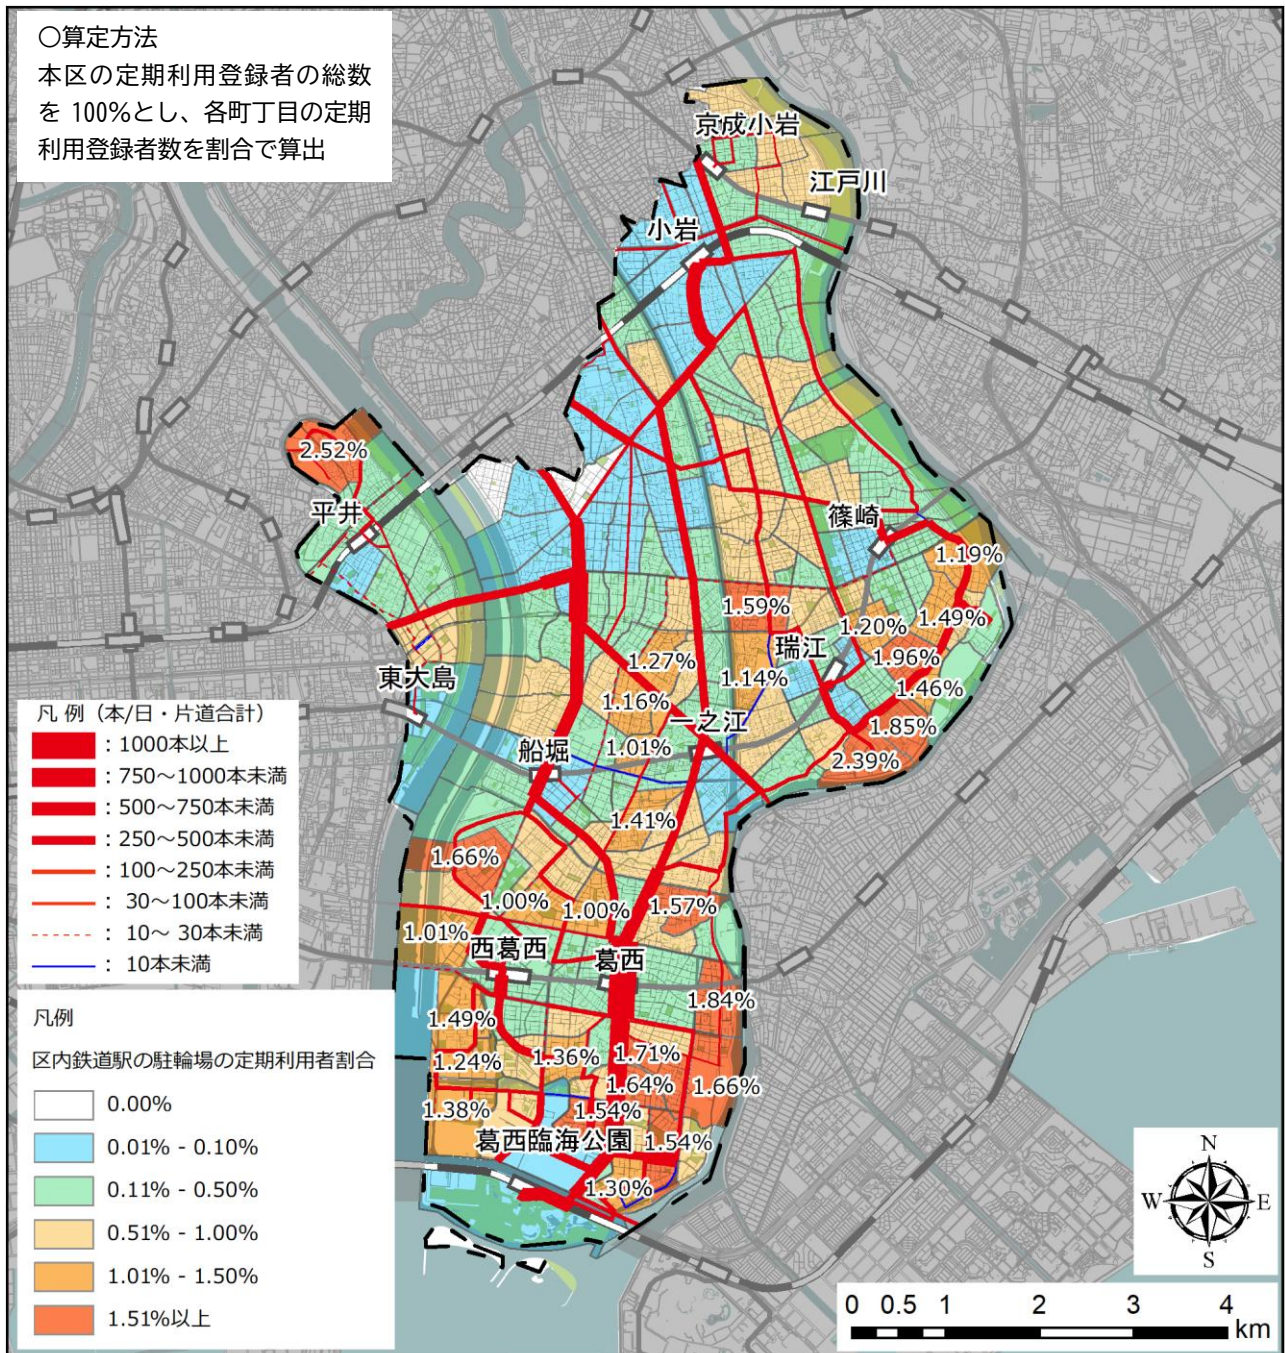 〇算定方法
本区の定期利用登録者の総数
を 100%とし、各町丁目の定期
利用登録者数を割合で算出
京成小岩
江戸川
小岩
2.52%
平井
篠崎
1.19%
1.59%
1.49%
1.20%
瑞江
1.96%
1.27%
東大島
1.14%
1.46%
1.16%
一之江
1.85%
1.01%
船堀
2.39%
1.41%
1.66%
1.00%
1.00%
1.57%
1.01%
西葛西
葛西
1.84%
1.49%
1.36%
1.71%
1.24%
1.64%
1.66%
1.38%
1.54%
葛西臨海公園
1.54%
1.30%
凡 例（本/日・片道合計）
：1000本以上
：750～1000本未満
：500～750本未満
：250～500本未満
：100～250本未満
： 30～100本未満
： 10～ 30本未満
： 10本未満
凡例
区内鉄道駅の駐輪場の定期利用者割合
0.00%
0.01% - 0.10%
0.11% - 0.50%
0.51% - 1.00%
1.01% - 1.50%
1.51%以上
N
W
E
S
0 0.5 1 2 3 4
km